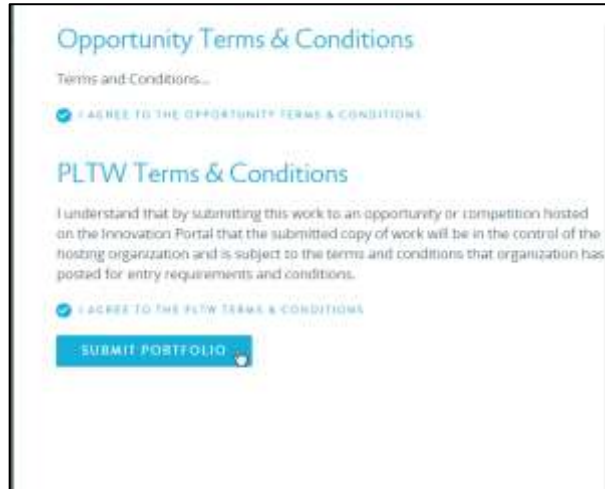 Opportunity Terms & Conditions
Terms and Conditions...
I AGREE TO THE OPPORTUNITY TERMS & CONDITIONS
PLTW Terms & Conditions
I understand that by submitting this work to an opportunity or competition hosted
on the Innovation Portal that the submitted copy of work will be in the control of the
hosting organization and is subject to the terms and conditions that organization has
posted for entry requirements and conditions.
I AGREE TO THE PLTW TERMS & CONDITIONS
SUBMIT PORTFOLIO